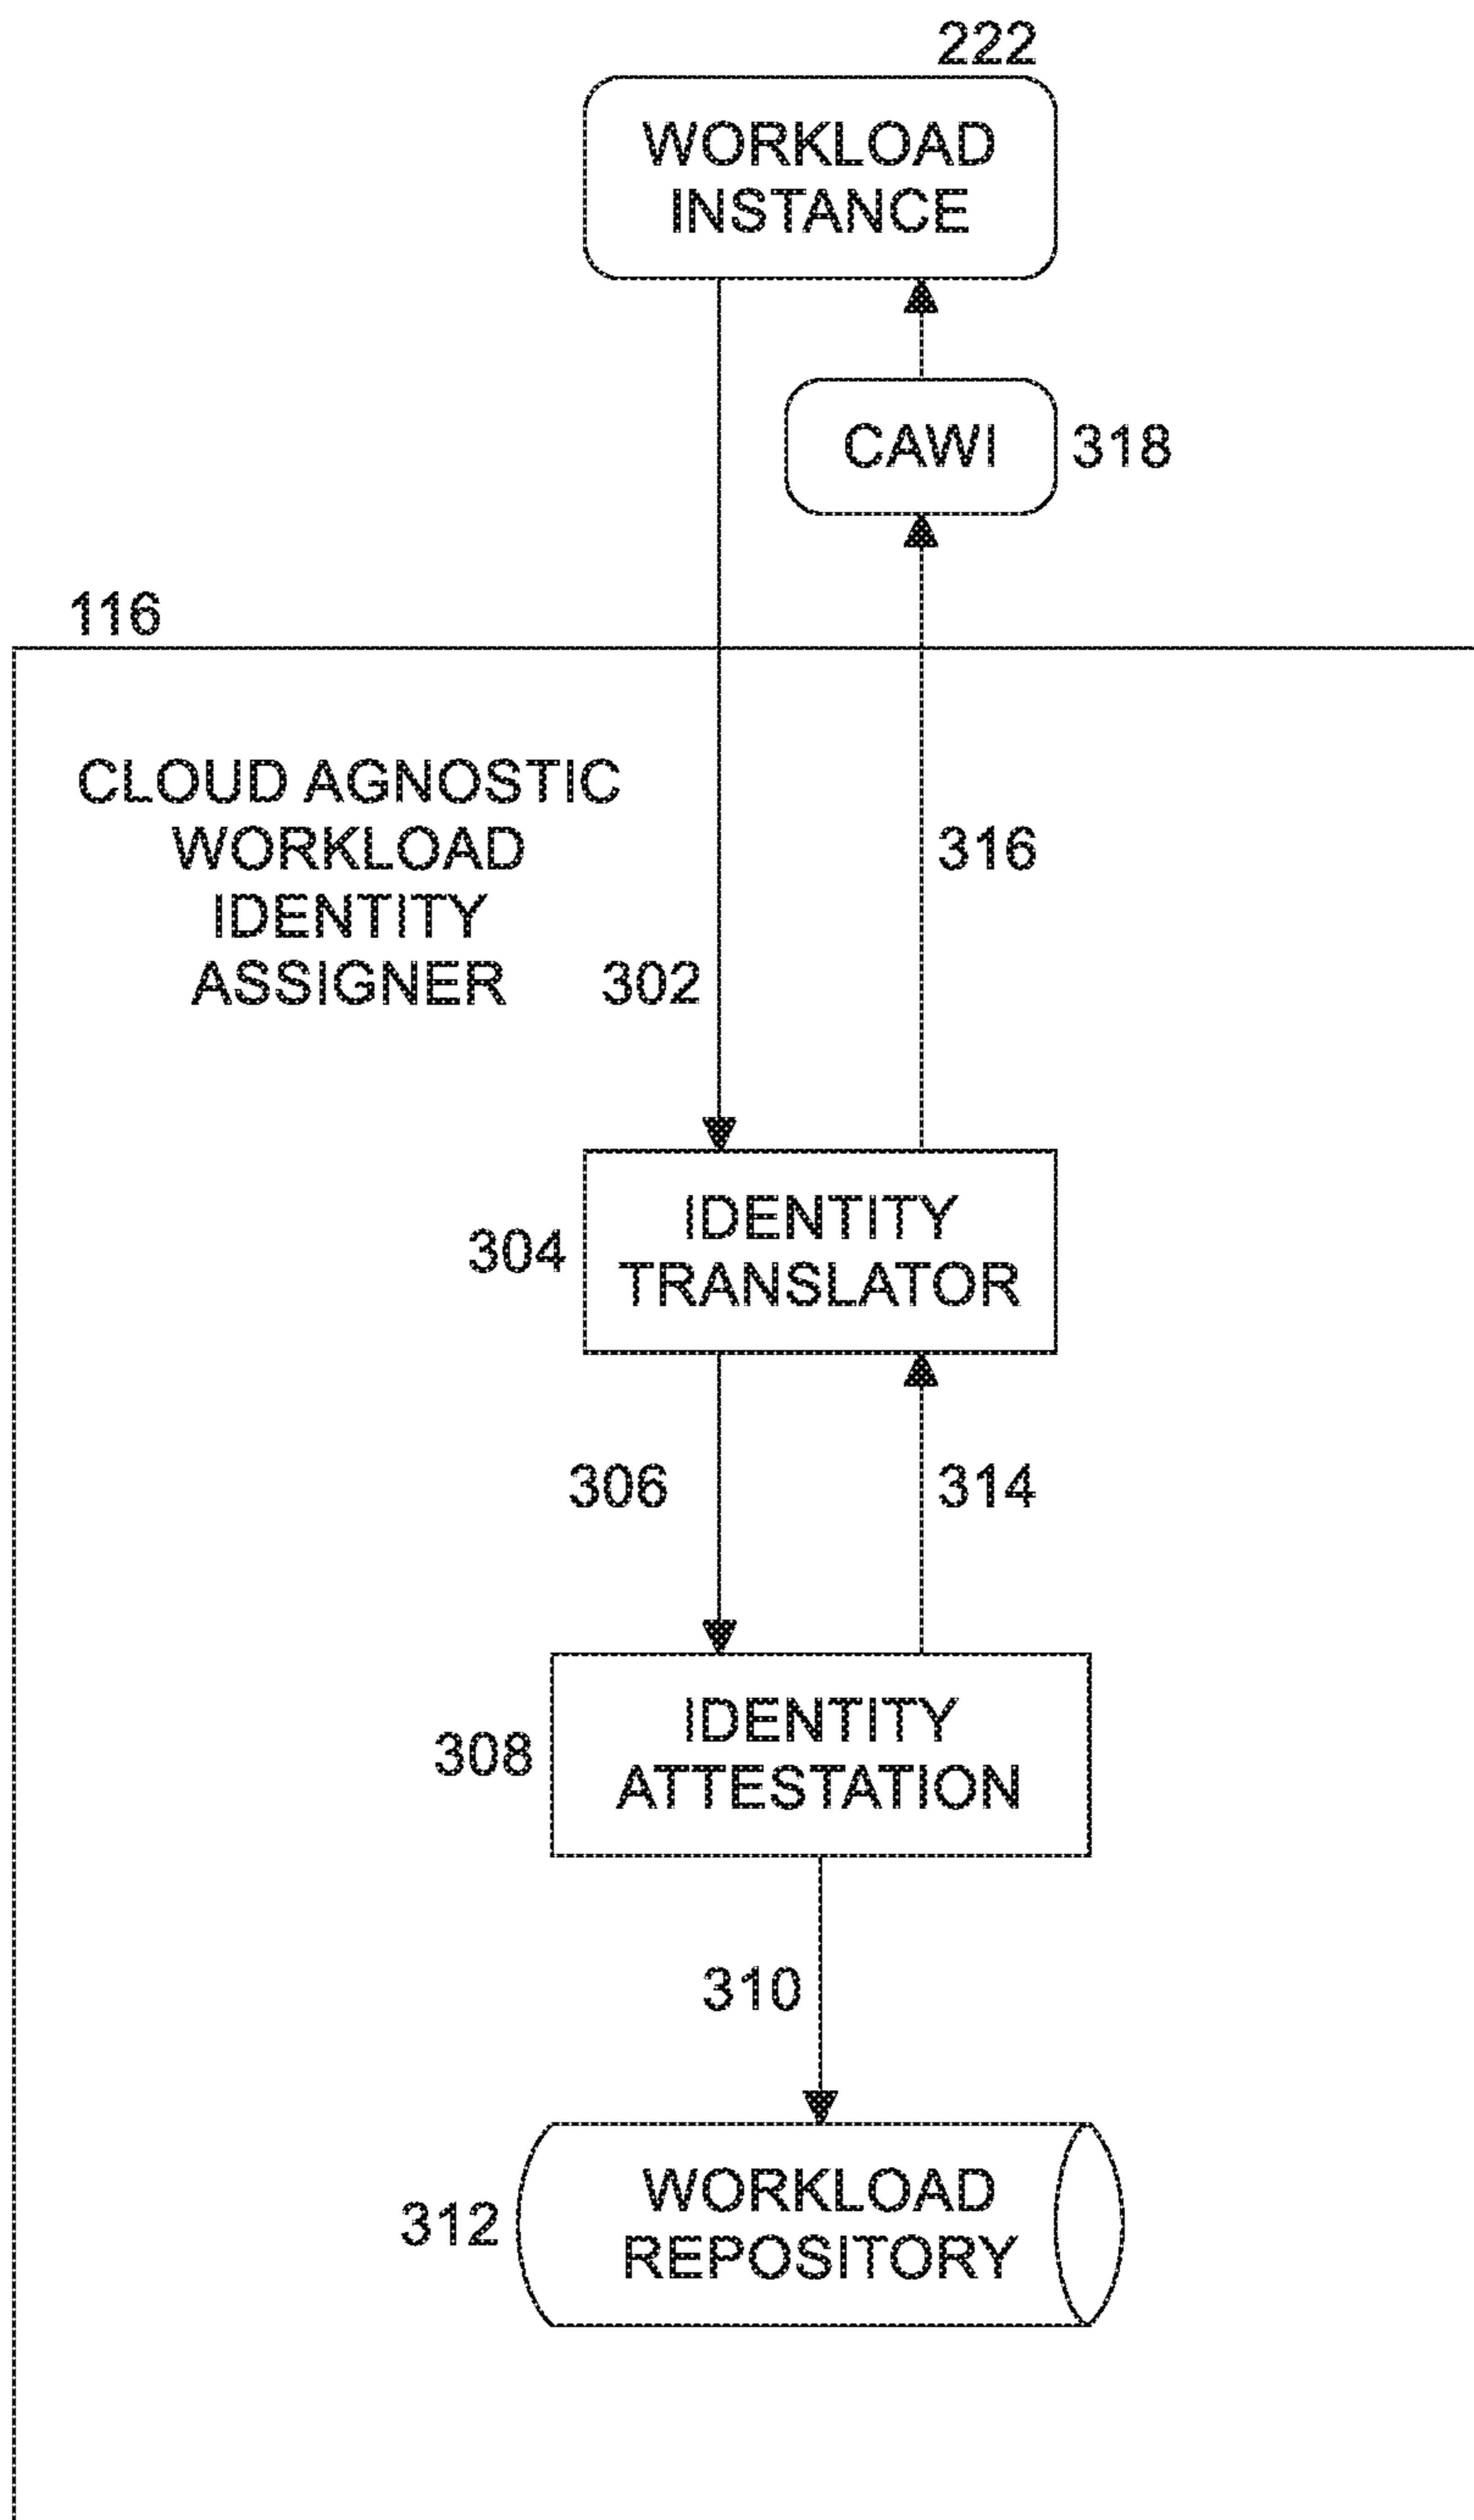 222
WORKLOAD
INSTANCE
CAWI
318
116
CLOUD AGNOSTIC
WORKLOAD
IDENTITY
ASSIGNER
316
302
IDENTITY
TRANSLATOR
304
306
314
IDENTITY
ATTESTATION
308
310
WORKLOAD
REPOSITORY
312